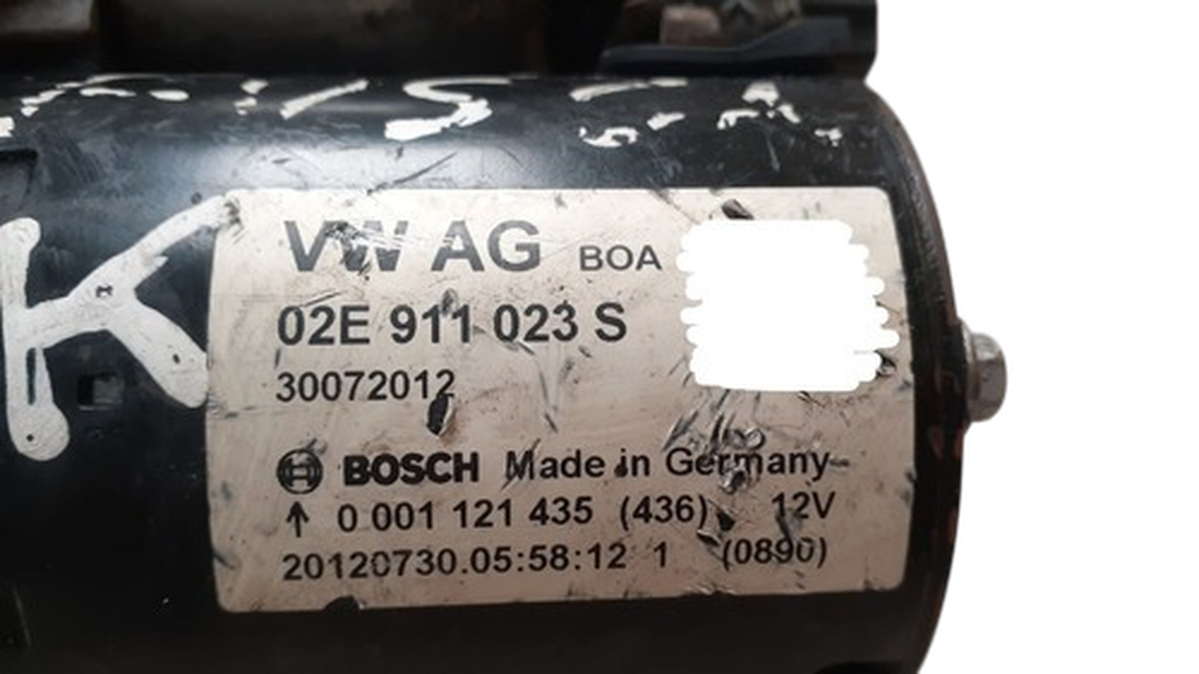 K
VW AG BOA
02E 911 023 S
30072012
BOSCH Made in Germany
↑ 0 001 121 435 (436) 12V
20120730.05:58:12 1 (0890)